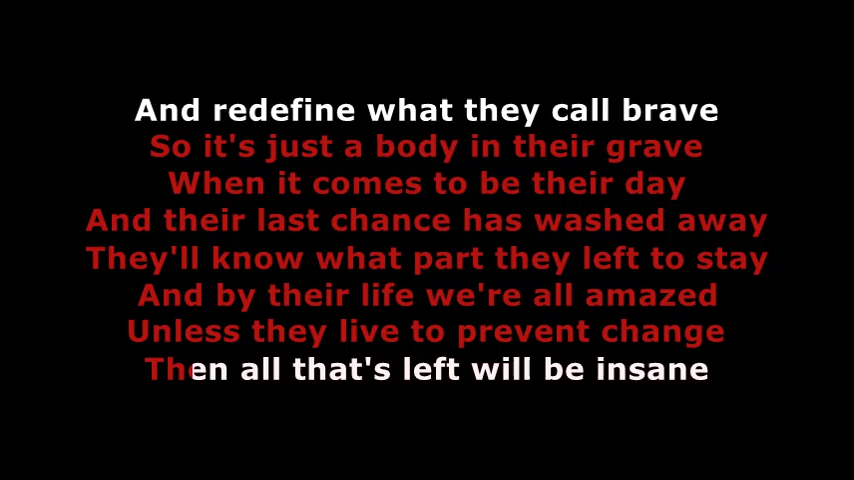 And redefine what they call brave
So it's just a body in their grave
When it comes to be their day
And their last chance has washed away
They'll know what part they left to stay
And by their life we're all amazed
Unless they live to prevent change
Then all that's left will be insane